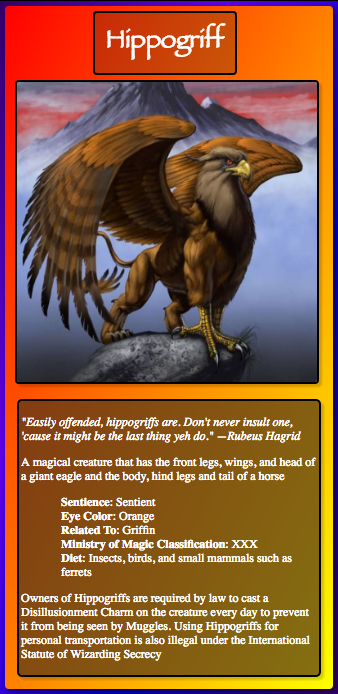 Hippogriff
"Easily offended, hippogriffs are. Don't never insult one,
'cause it might be the last thing yeh do." —Rubeus Hagrid
A magical creature that has the front legs, wings, and head of
a giant eagle and the body, hind legs and tail of a horse
Sentience: Sentient
Eye Color: Orange
Related To: Griffin
Ministry of Magic Classification: XXX
Diet: Insects, birds, and small mammals such as
ferrets
Owners of Hippogriffs are required by law to cast a
Disillusionment Charm on the creature every day to prevent
it from being seen by Muggles. Using Hippogriffs for
personal transportation is also illegal under the International
Statute of Wizarding Secrecy